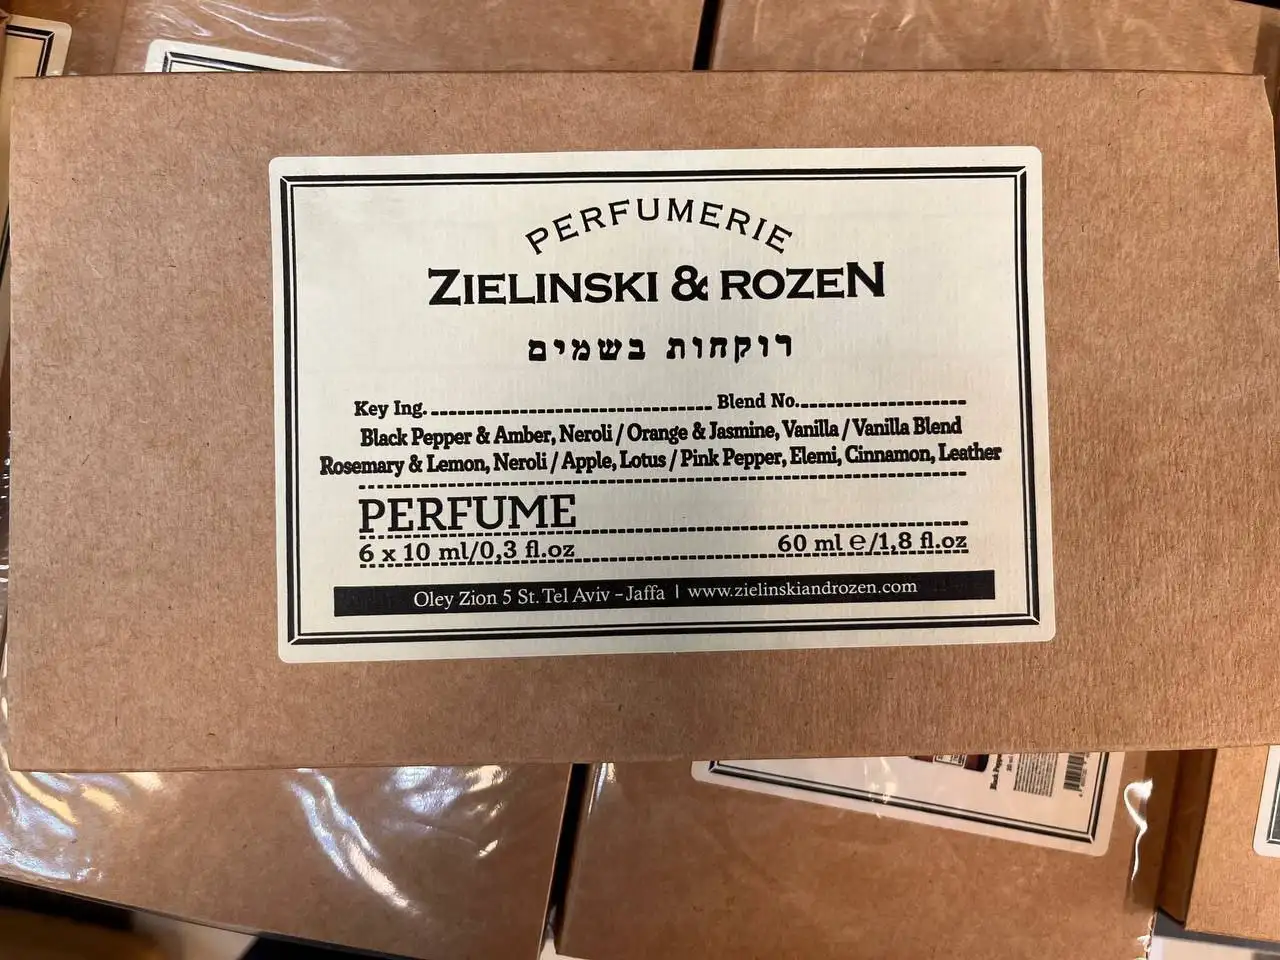 PERFUMERIE
ZIELINSKI & ROZEN
רוקחות בשמים
Key Ing. Blend No.
Black Pepper & Amber, Neroli / Orange & Jasmine, Vanilla / Vanilla Blend
Rosemary & Lemon, Neroli / Apple, Lotus / Pink Pepper, Elemi, Cinnamon, Leather
PERFUME
6 x 10 ml/0,3 fl.oz 60 ml ℮/1,8 fl.oz
Oley Zion 5 St. Tel Aviv - Jaffa | www.zielinskiandrozen.com
Black Pepper